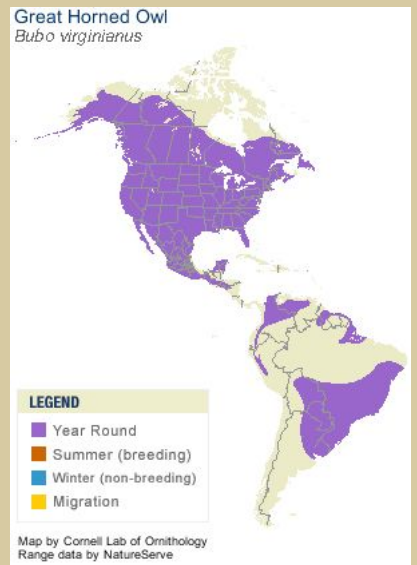 Great Horned Owl
Bubo virginianus
LEGEND
Year Round
Summer (breeding)
Winter (non-breeding)
Migration
Map by Cornell Lab of Ornithology
Range data by NatureServe